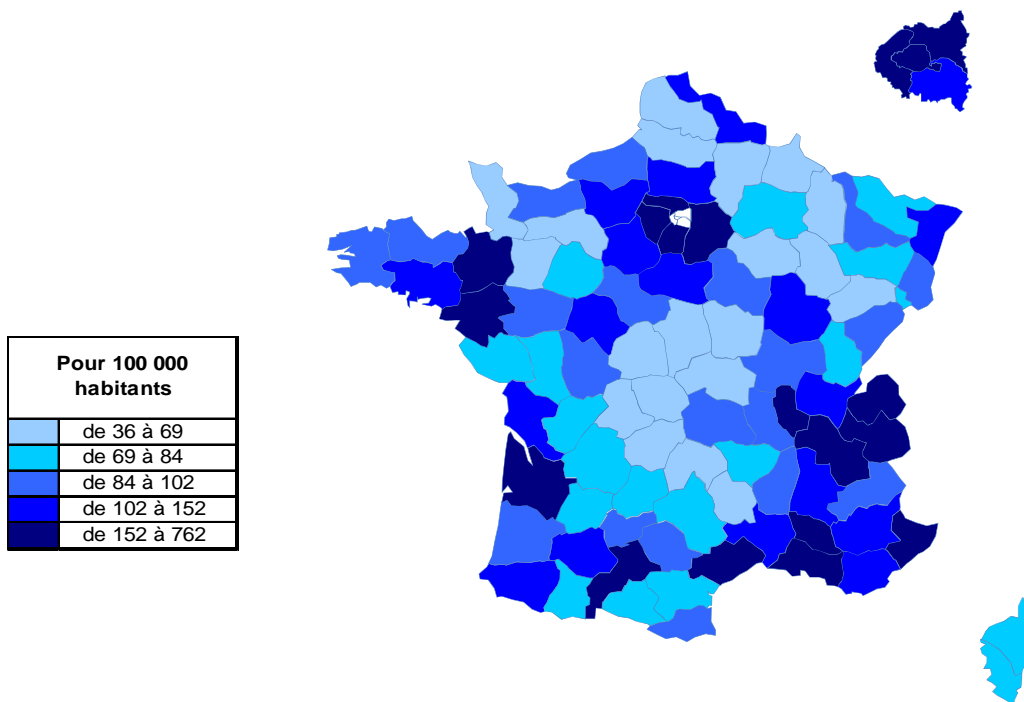 Pour 100 000
habitants
de 36 à 69
de 69 à 84
de 84 à 102
de 102 à 152
de 152 à 762